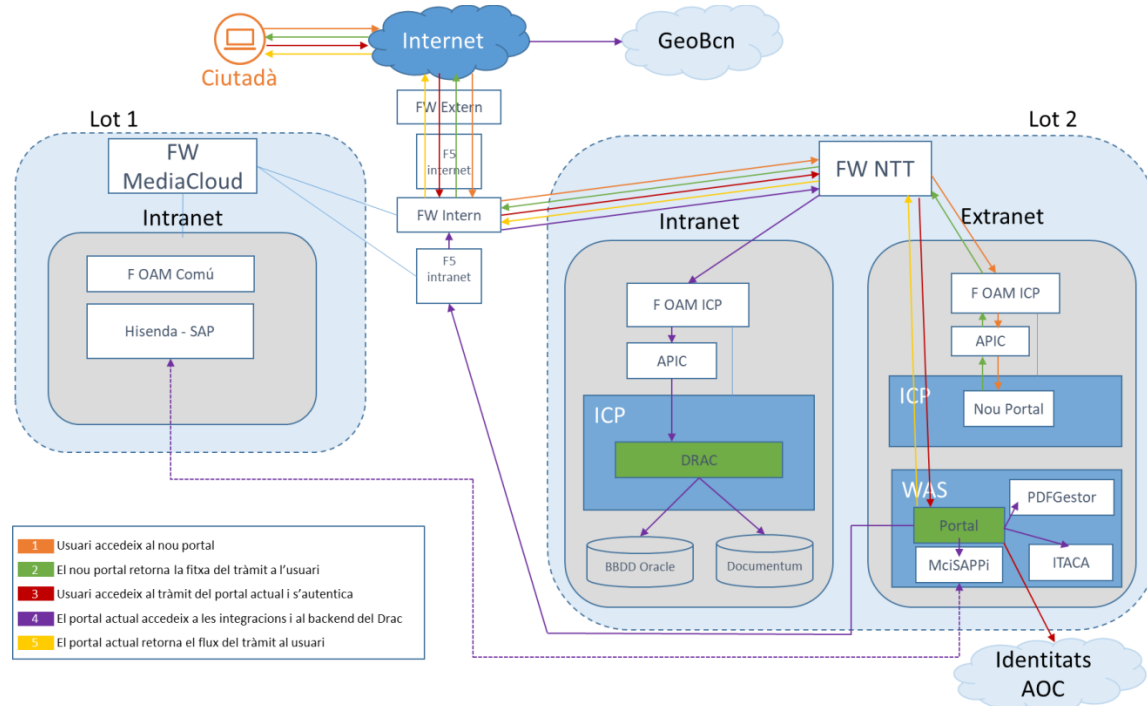 Internet
GeoBcn
Ciutadà
FW Extern
Lot 1
Lot 2
FW
MediaCloud
F5
internet
FW NTT
Intranet
FW Intern
Intranet
Extranet
F5
intranet
F OAM Comú
F OAM ICP
F OAM ICP
Hisenda - SAP
APIC
APIC
ICP
ICP
Nou Portal
DRAC
WAS
PDFGestor
Portal
BBDD Oracle
Documentum
MciSAPPi
ITACA
1 Usuari accedeix al nou portal
2 El nou portal retorna la fitxa del tràmit a l'usuari
3 Usuari accedeix al tràmit del portal actual i s'autentica
4 El portal actual accedeix a les integracions i al backend del Drac
5 El portal actual retorna el flux del tràmit al usuari
Identitats
AOC